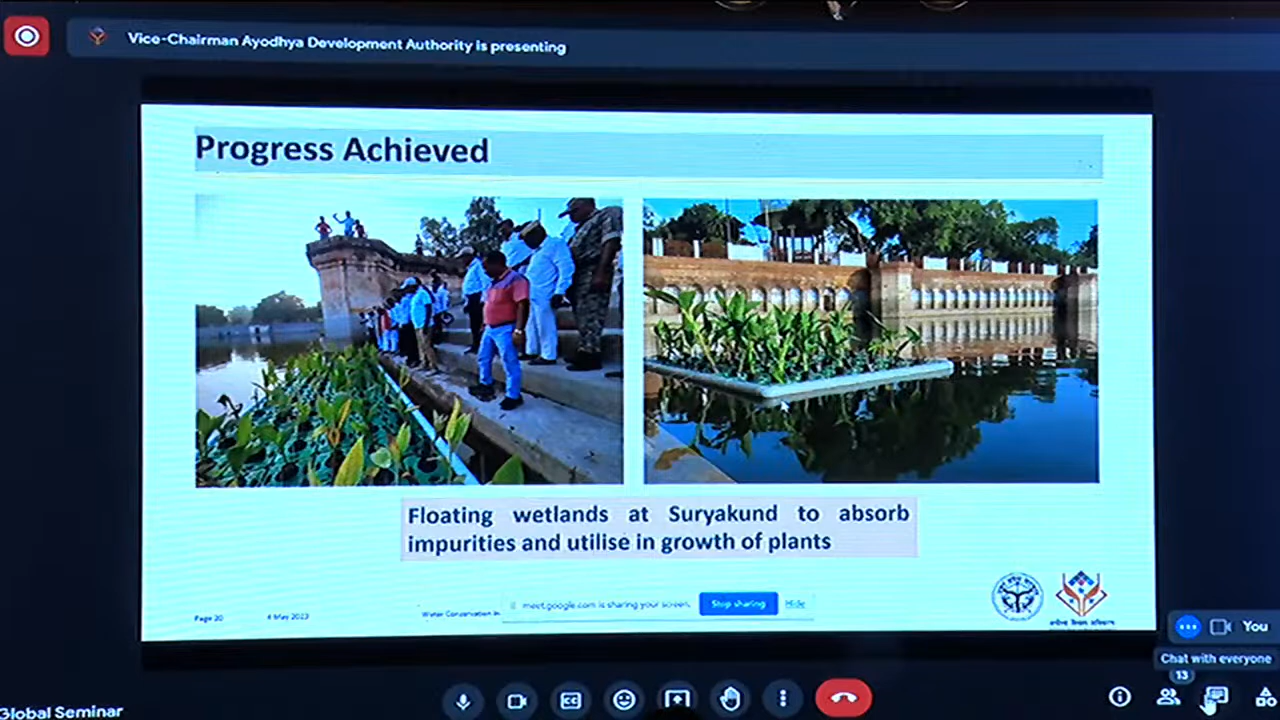 Vice-Chairman Ayodhya Development Authority is presenting
Progress Achieved
Floating wetlands at Suryakund to absorb
impurities and utilise in growth of plants
Page 20
4 May 2023
Water Conservation in
meet.google.com is sharing your screen.
Stop sharing
Hide
You
Chat with everyone
13
CC
Global Seminar